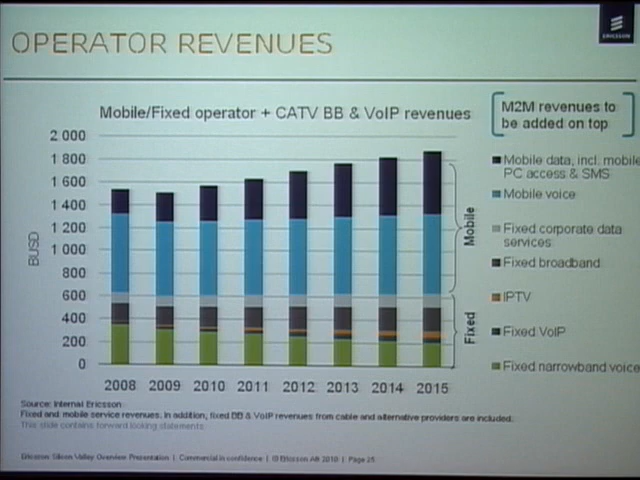 ERICSSON
OPERATOR REVENUES
Mobile/Fixed operator + CATV BB & VoIP revenues
M2M revenues to
be added on top
2 000
1 800
1 600
1 400
1 200
1 000
800
600
400
200
0
BUSD
2008 2009 2010 2011 2012 2013 2014 2015
Mobile
Fixed
Mobile data, incl. mobile
PC access & SMS
Mobile voice
Fixed corporate data
services
Fixed broadband
IPTV
Fixed VoIP
Fixed narrowband voice
Source: Internal Ericsson
Fixed and mobile service revenues. In addition, fixed BB & VoIP revenues from cable and alternative providers are included.
This slide contains forward looking statements
Ericsson Silicon Valley Overview Presentation | Commercial in confidence | © Ericsson AB 2010 | Page 25